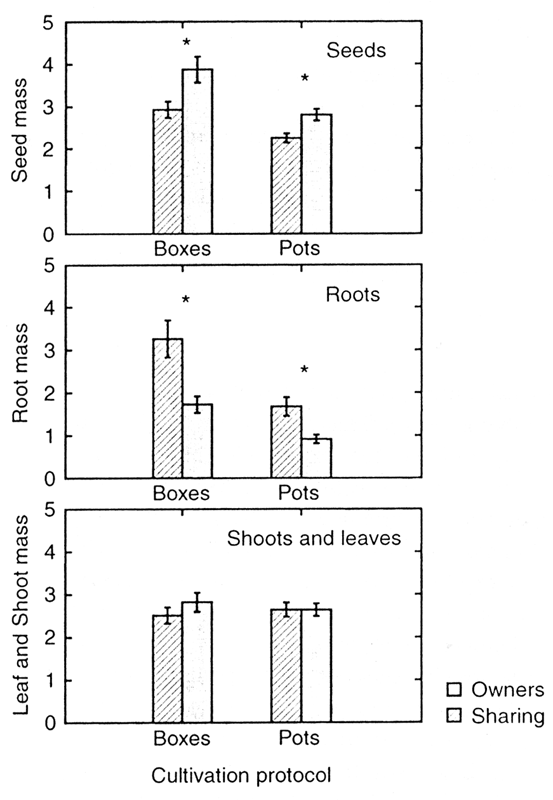 5
4
3
2
1
0
Seed mass
*
*
Seeds
Boxes Pots
5
4
3
2
1
0
Root mass
*
*
Roots
Boxes Pots
5
4
3
2
1
0
Leaf and Shoot mass
Shoots and leaves
Boxes Pots
Cultivation protocol
Owners
Sharing